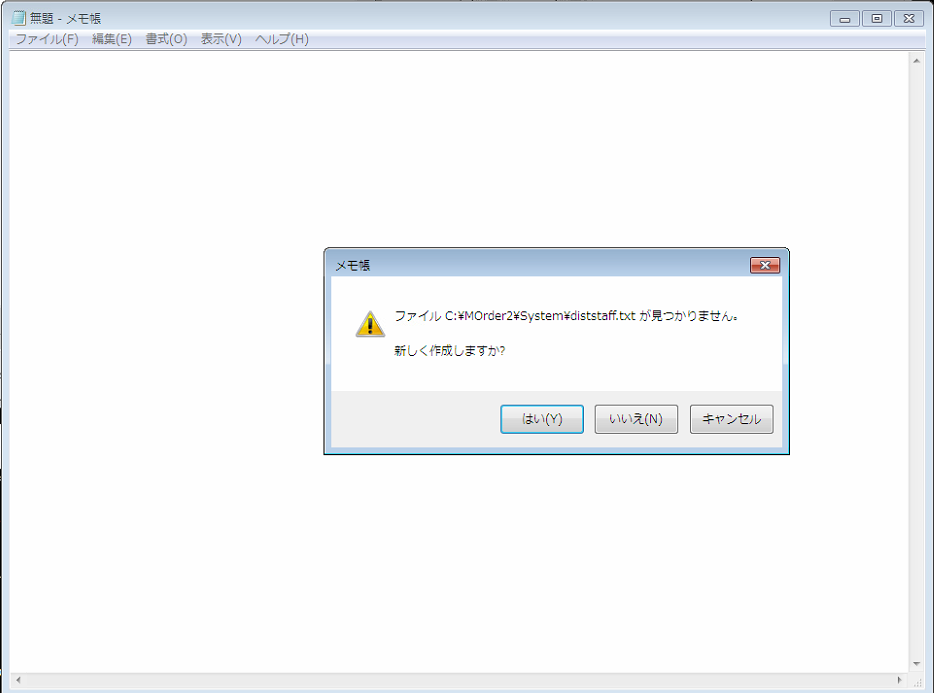 無題 - メモ帳
ファイル(F) 編集(E) 書式(O) 表示(V) ヘルプ(H)
メモ帳
ファイル C:¥MOrder2¥System¥diststaff.txt が見つかりません。
新しく作成しますか?
はい(Y) いいえ(N) キャンセル